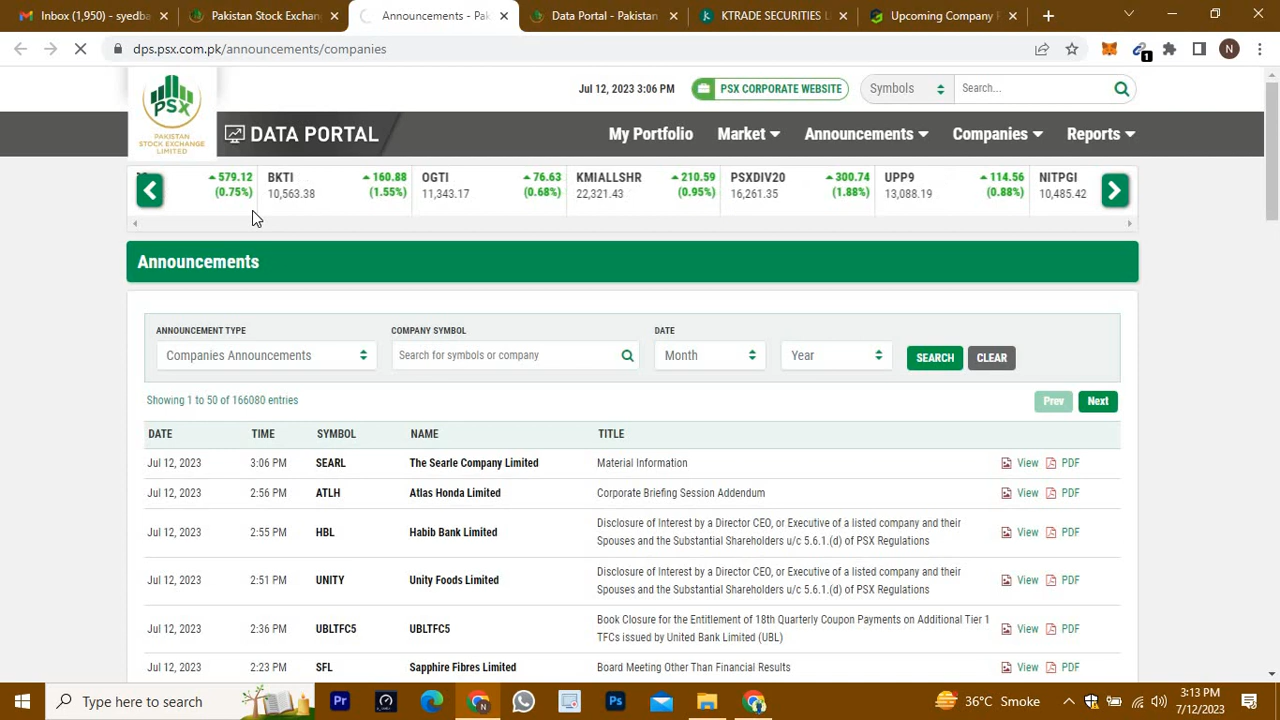 Inbox (1,950) - syedba
Pakistan Stock Exchan
Announcements - Pak
Data Portal - Pakistan
KTRADE SECURITIES L
Upcoming Company F
dps.psx.com.pk/announcements/companies
1
N
PSX
PAKISTAN
STOCK EXCHANGE
LIMITED
Jul 12, 2023 3:06 PM
PSX CORPORATE WEBSITE
Symbols
Search...
DATA PORTAL
My Portfolio
Market
Announcements
Companies
Reports
579.12
(0.75%)
BKTI 160.88
10,563.38 (1.55%)
OGTI 76.63
11,343.17 (0.68%)
KMIALLSHR 210.59
22,321.43 (0.95%)
PSXDIV20 300.74
16,261.35 (1.88%)
UPP9 114.56
13,088.19 (0.88%)
NITPGI
10,485.42
Announcements
ANNOUNCEMENT TYPE COMPANY SYMBOL DATE
Companies Announcements Search for symbols or company Month Year SEARCH CLEAR
Showing 1 to 50 of 166080 entries Prev Next
DATE TIME SYMBOL NAME TITLE
Jul 12, 2023 3:06 PM SEARL The Searle Company Limited Material Information View PDF
Jul 12, 2023 2:56 PM ATLH Atlas Honda Limited Corporate Briefing Session Addendum View PDF
Jul 12, 2023 2:55 PM HBL Habib Bank Limited Disclosure of Interest by a Director CEO, or Executive of a listed company and their
Spouses and the Substantial Shareholders u/c 5.6.1.(d) of PSX Regulations View PDF
Jul 12, 2023 2:51 PM UNITY Unity Foods Limited Disclosure of Interest by a Director CEO, or Executive of a listed company and their
Spouses and the Substantial Shareholders u/c 5.6.1.(d) of PSX Regulations View PDF
Jul 12, 2023 2:36 PM UBLTFC5 UBLTFC5 Book Closure for the Entitlement of 18th Quarterly Coupon Payments on Additional Tier 1
TFCs issued by United Bank Limited (UBL) View PDF
Jul 12, 2023 2:23 PM SFL Sapphire Fibres Limited Board Meeting Other Than Financial Results View PDF
Type here to search
Pr
Ps
N
36°C Smoke
3:13 PM
7/12/2023